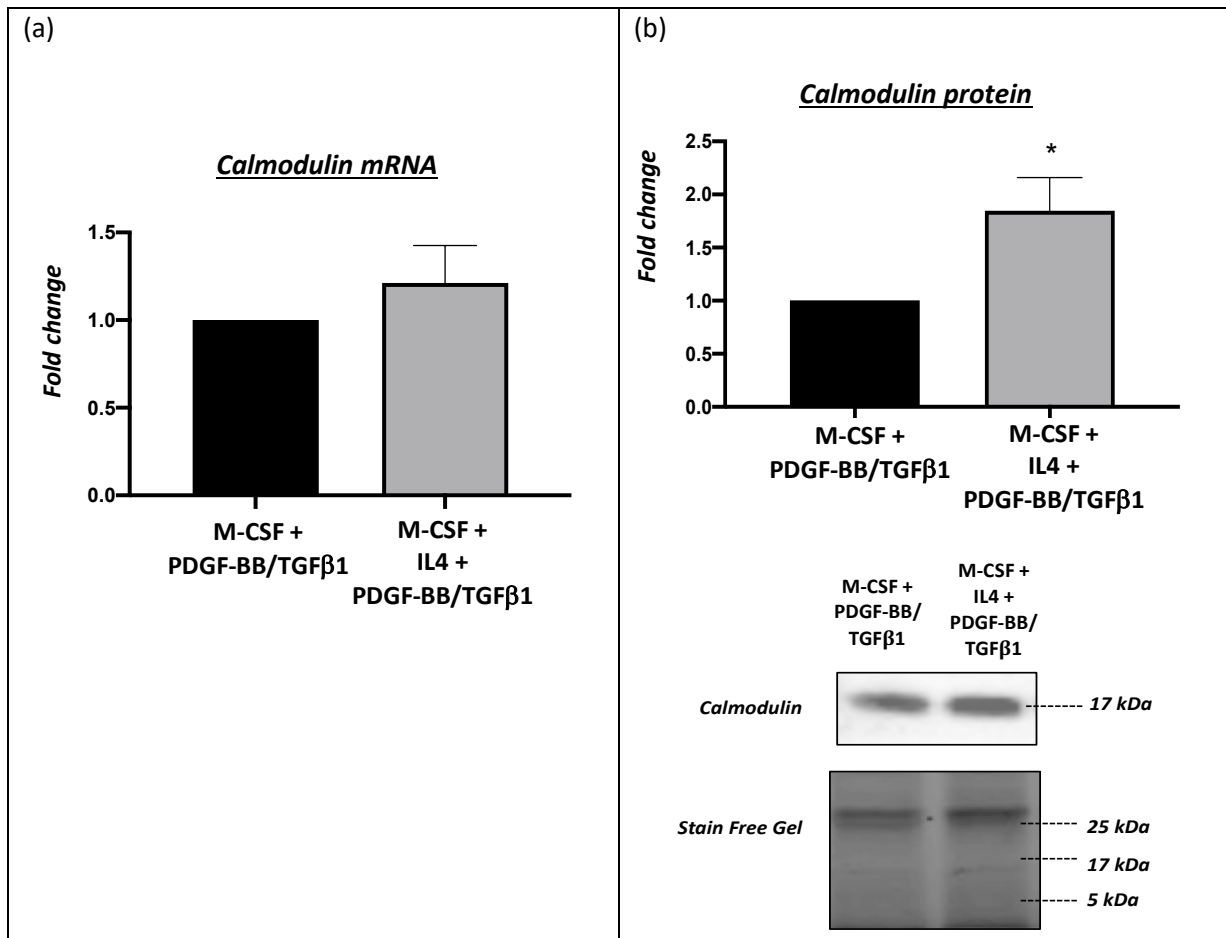 (a)
Calmodulin mRNA
Fold change
1.5
1.0
0.5
0.0
M-CSF +
PDGF-BB/TGFβ1
M-CSF +
IL4 +
PDGF-BB/TGFβ1
(b)
Calmodulin protein
Fold change
2.5
2.0
1.5
1.0
0.5
0.0
*
M-CSF +
PDGF-BB/TGFβ1
M-CSF +
IL4 +
PDGF-BB/TGFβ1
M-CSF +
PDGF-BB/
TGFβ1
M-CSF +
IL4 +
PDGF-BB/
TGFβ1
Calmodulin
17 kDa
Stain Free Gel
25 kDa
17 kDa
5 kDa